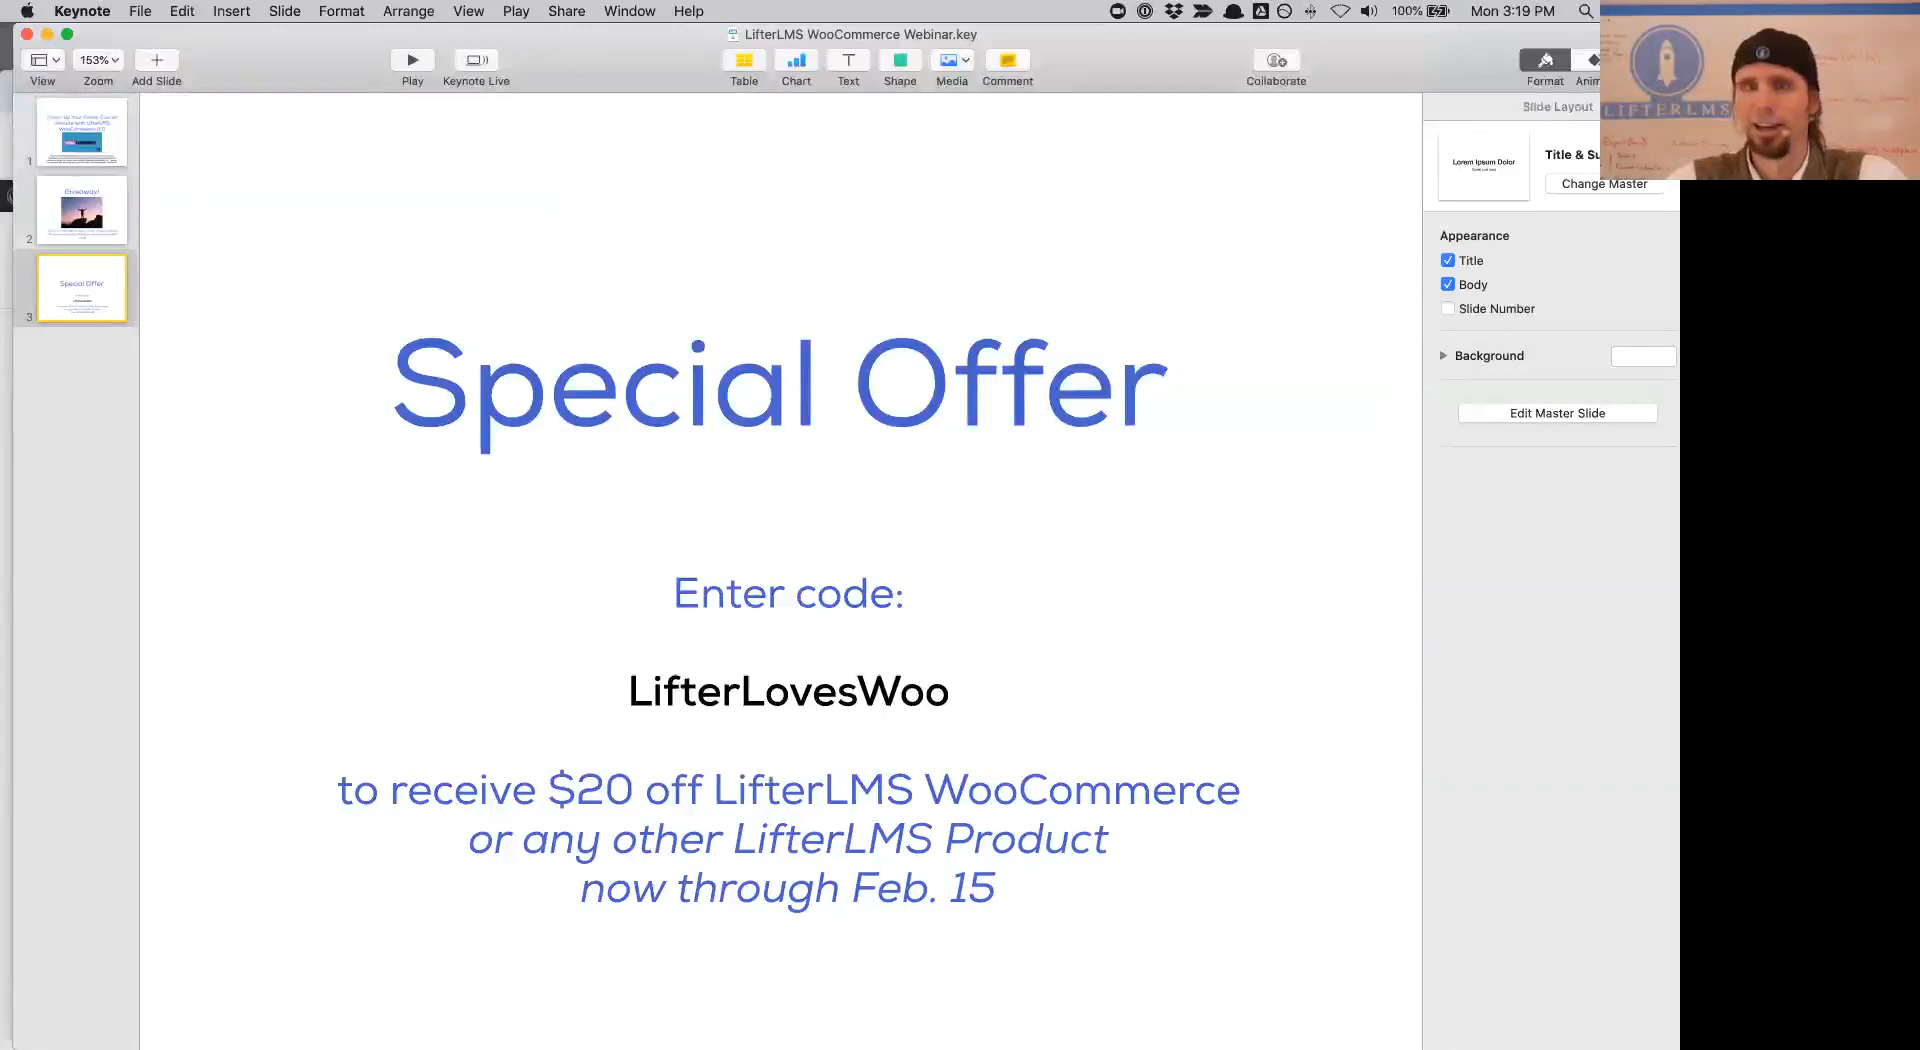 Keynote File Edit Insert Slide Format Arrange View Play Share Window Help
100% Mon 3:19 PM
LifterLMS WooCommerce Webinar.key
153%
View Zoom Add Slide Play Keynote Live Table Chart Text Shape Media Comment Collaborate Format Anim
LIFTERLMS
Slide Layout
Lorem Ipsum Dolor
Title & Su
Change Master
Appearance
Title
Body
Slide Number
Background
Edit Master Slide
1
Giveaway!
2
Special Offer
3
Special Offer
Enter code:
LifterLovesWoo
to receive $20 off LifterLMS WooCommerce
or any other LifterLMS Product
now through Feb. 15